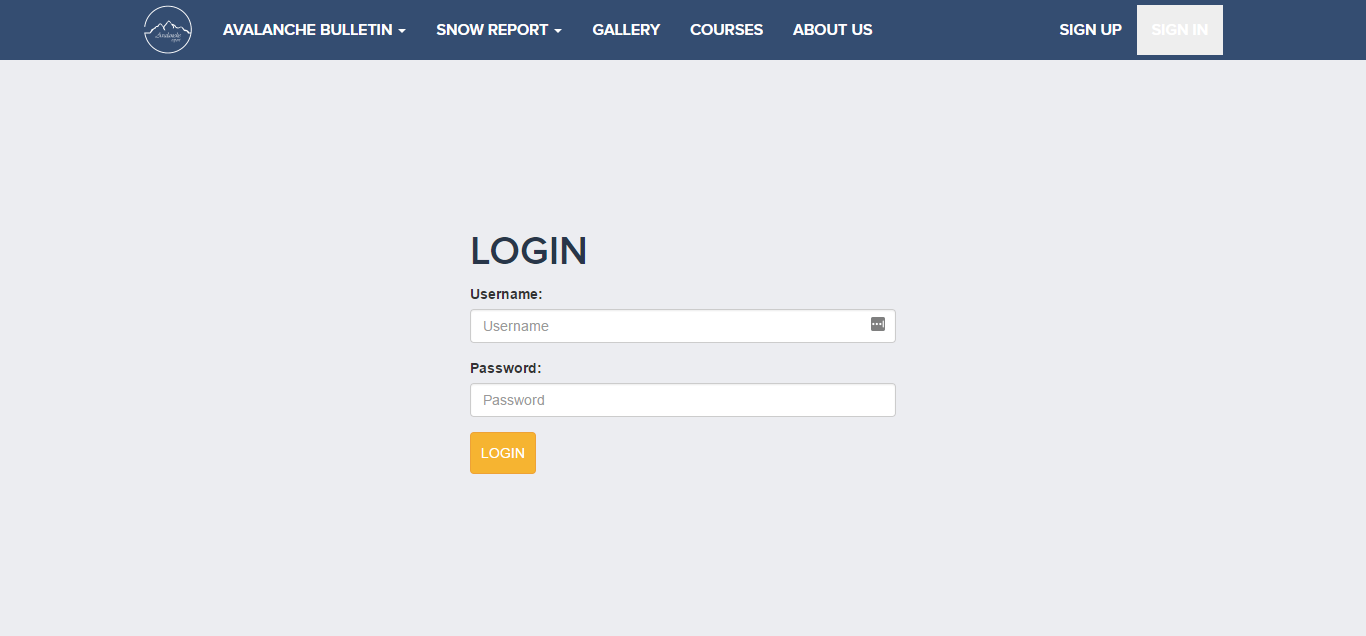 AVALANCHE BULLETIN SNOW REPORT GALLERY COURSES ABOUT US SIGN UP SIGN IN
LOGIN
Username:
Username
Password:
Password
LOGIN